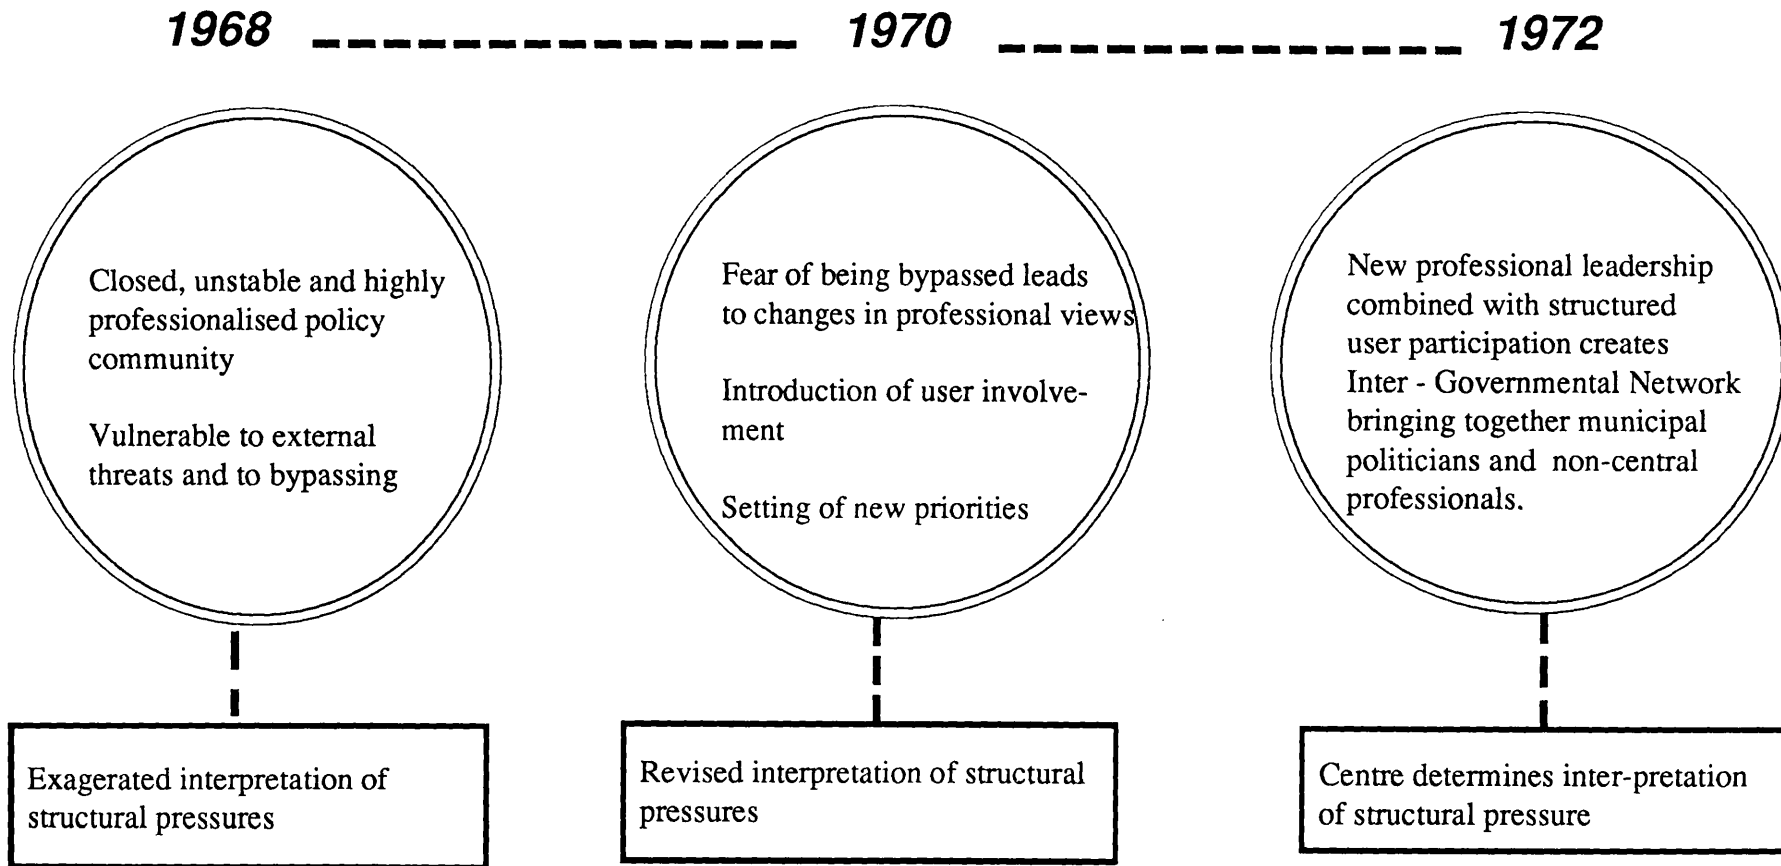 1968
1970
1972
Closed, unstable and highly
professionalised policy
community
Vulnerable to external
threats and to bypassing
Fear of being bypassed leads
to changes in professional views
Introduction of user involve-
ment
Setting of new priorities
New professional leadership
combined with structured
user participation creates
Inter - Governmental Network
bringing together municipal
politicians and non-central
professionals.
Exagerated interpretation of
structural pressures
Revised interpretation of structural
pressures
Centre determines inter-pretation
of structural pressure